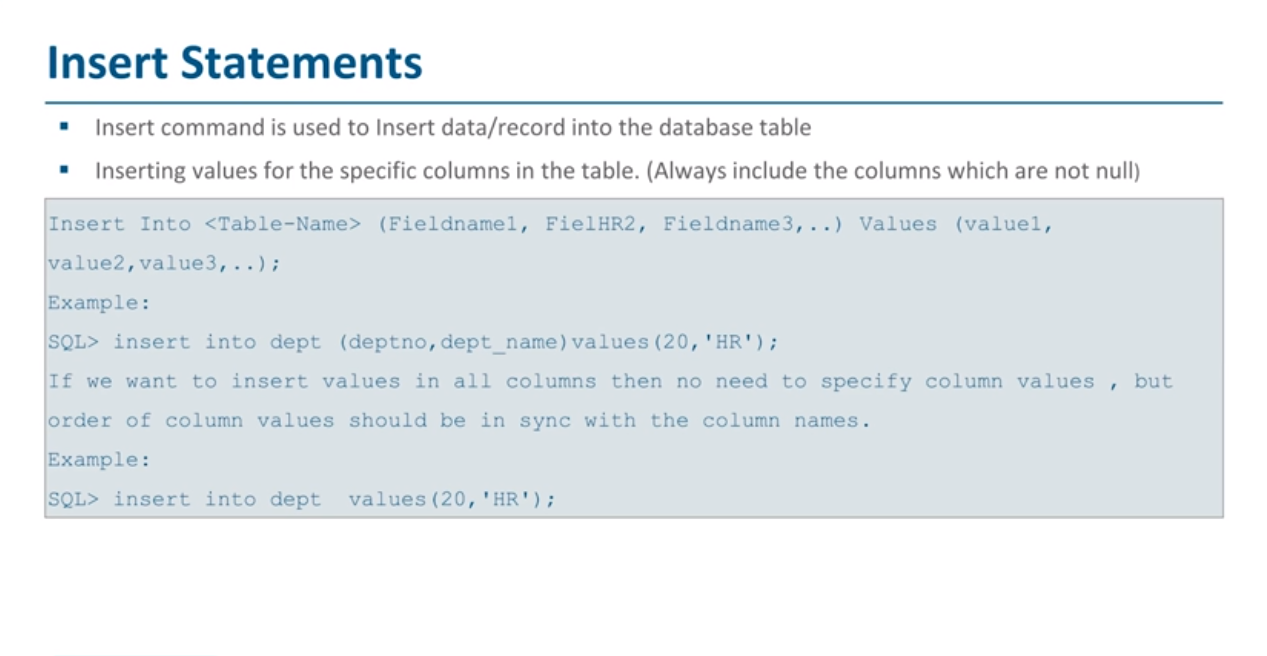 Insert Statements
▪ Insert command is used to Insert data/record into the database table
▪ Inserting values for the specific columns in the table. (Always include the columns which are not null)
Insert Into <Table-Name> (Fieldname1, FielHR2, Fieldname3,..) Values (value1,
value2,value3,..);
Example:
SQL> insert into dept (deptno,dept_name)values(20,'HR');
If we want to insert values in all columns then no need to specify column values , but
order of column values should be in sync with the column names.
Example:
SQL> insert into dept  values(20,'HR');